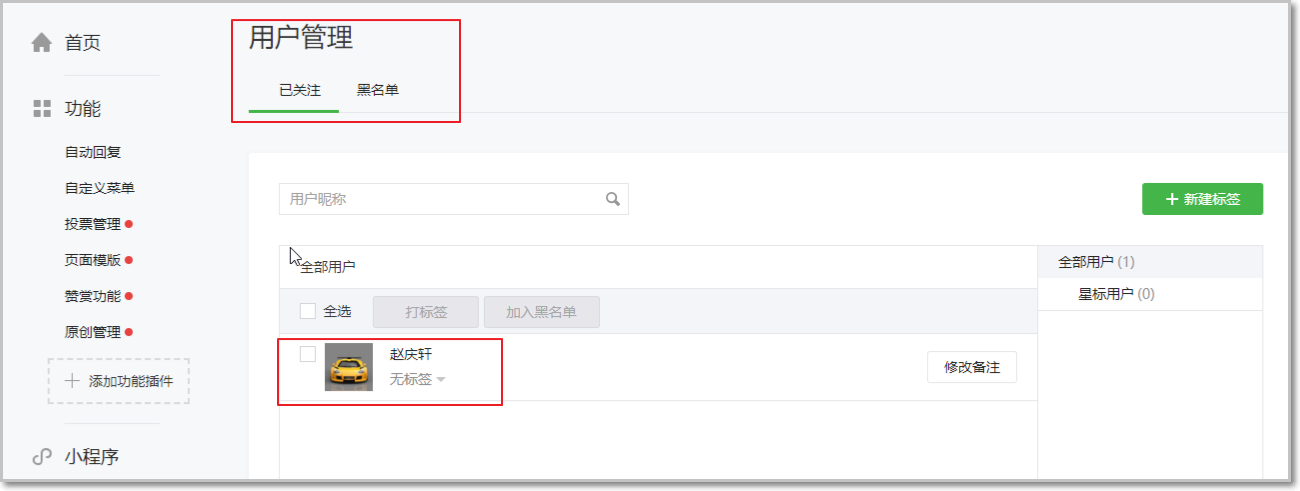 首页
功能
自动回复
自定义菜单
投票管理
页面模版
赞赏功能
原创管理
添加功能插件
小程序
用户管理
已关注 黑名单
用户昵称
新建标签
全部用户
全选 打标签 加入黑名单
赵庆轩
无标签
修改备注
全部用户 (1)
星标用户 (0)